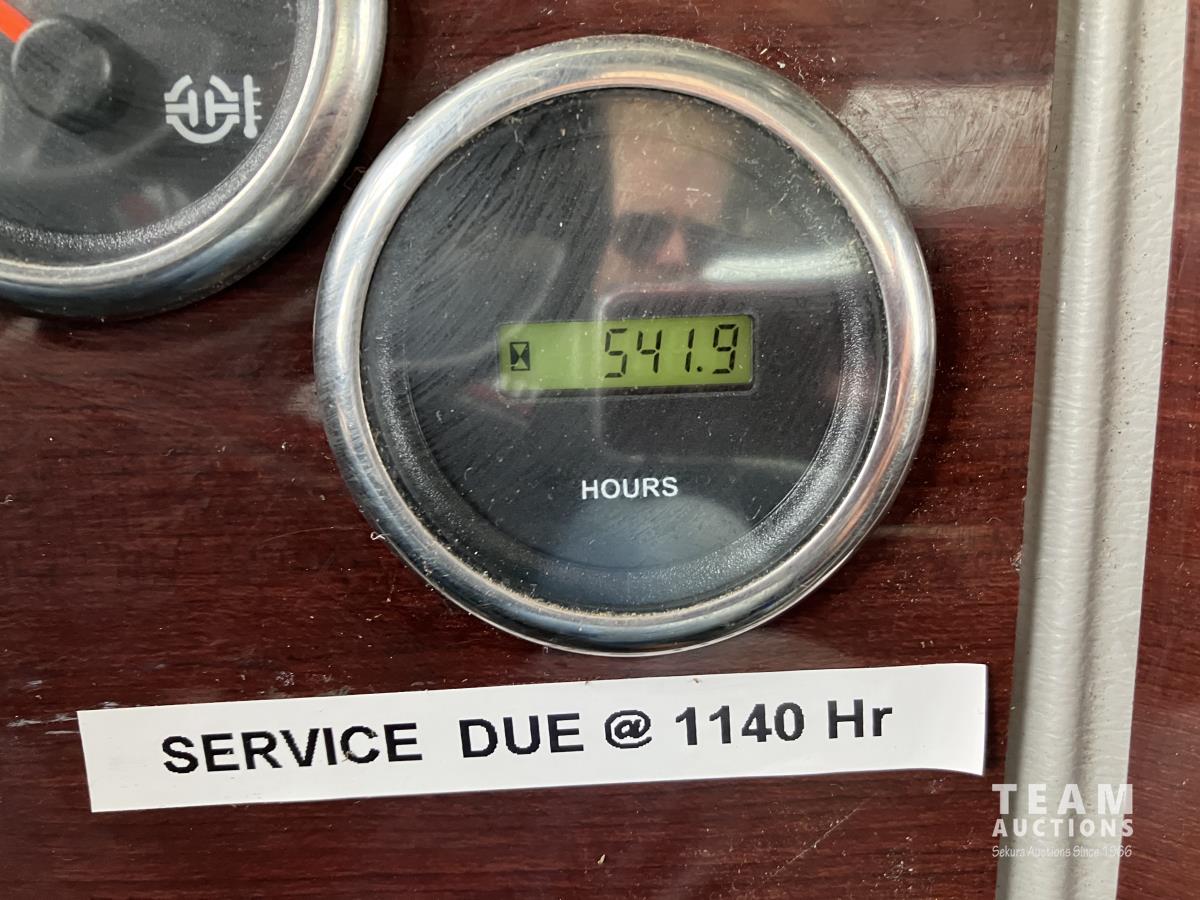 541.9
HOURS
SERVICE DUE @ 1140 Hr
TEAM
AUCTIONS
Sekura Auctions Since 1966